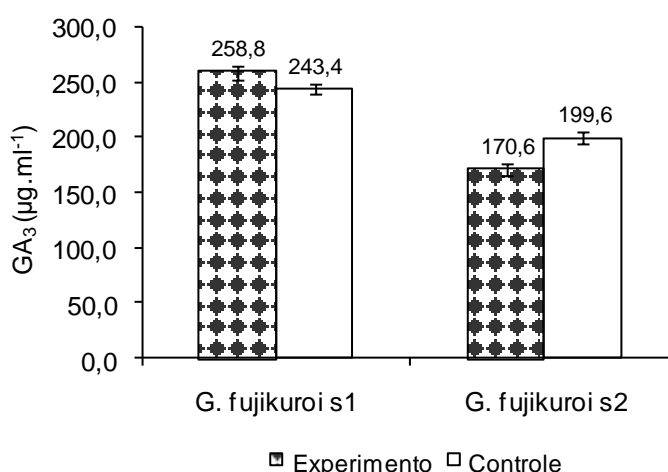 300,0
250,0
200,0
150,0
100,0
50,0
0,0
GA₃ (µg.ml⁻¹)
258,8
243,4
170,6
199,6
G. fujikuroi s1
G. fujikuroi s2
Experimento
Controle